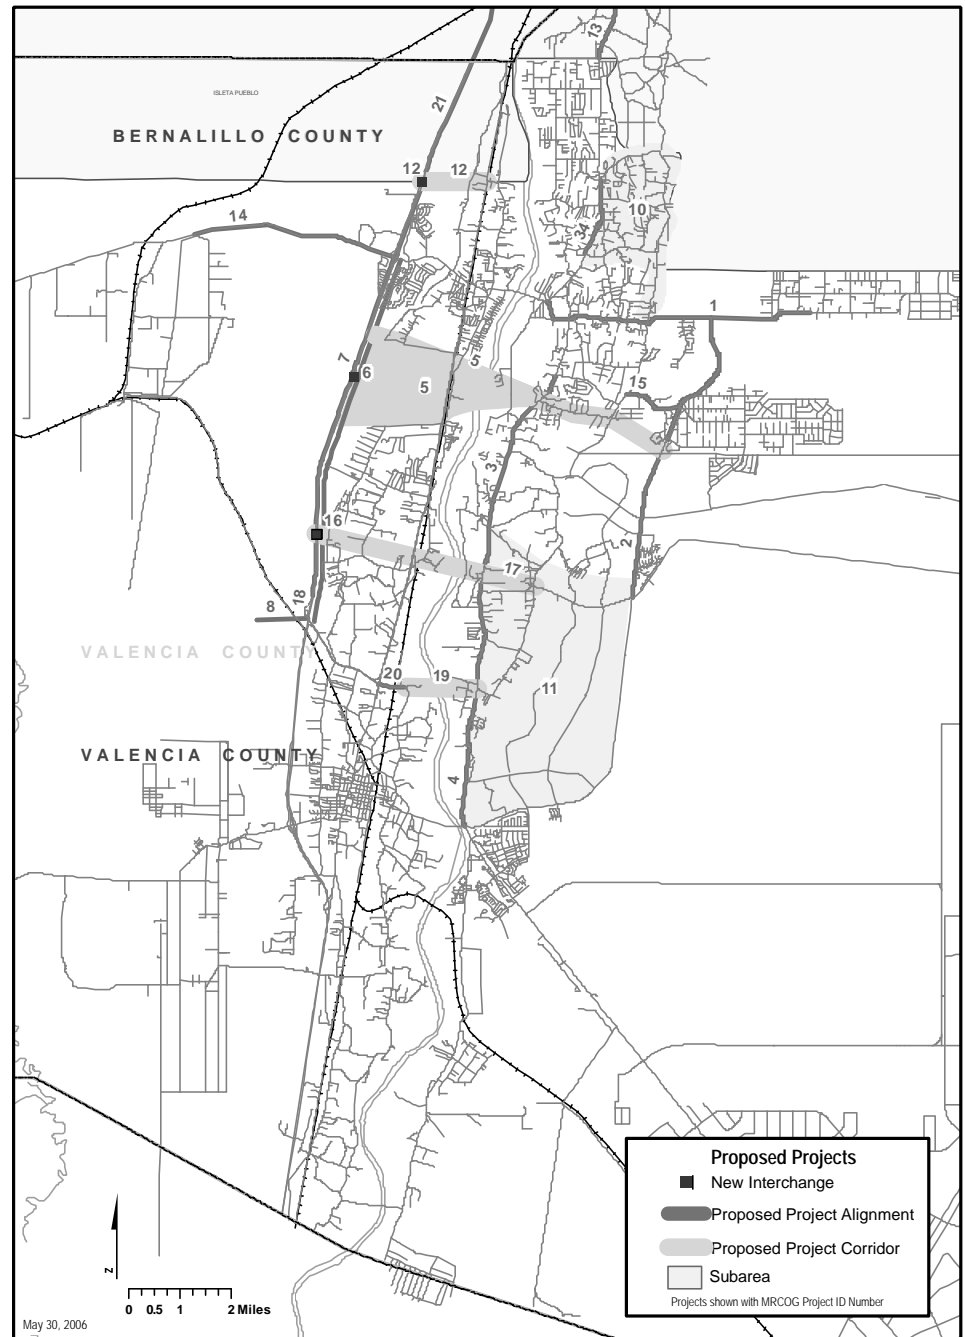 13
21
ISLETA PUEBLO
BERNALILLO COUNTY
12
12
10
14
34
1
7
6
5
5
15
3
16
2
17
18
8
VALENCIA COUNTY
20
19
11
VALENCIA COUNTY
4
Proposed Projects
New Interchange
Proposed Project Alignment
Proposed Project Corridor
Subarea
Projects shown with MRCOG Project ID Number
N
0 0.5 1 2 Miles
May 30, 2006